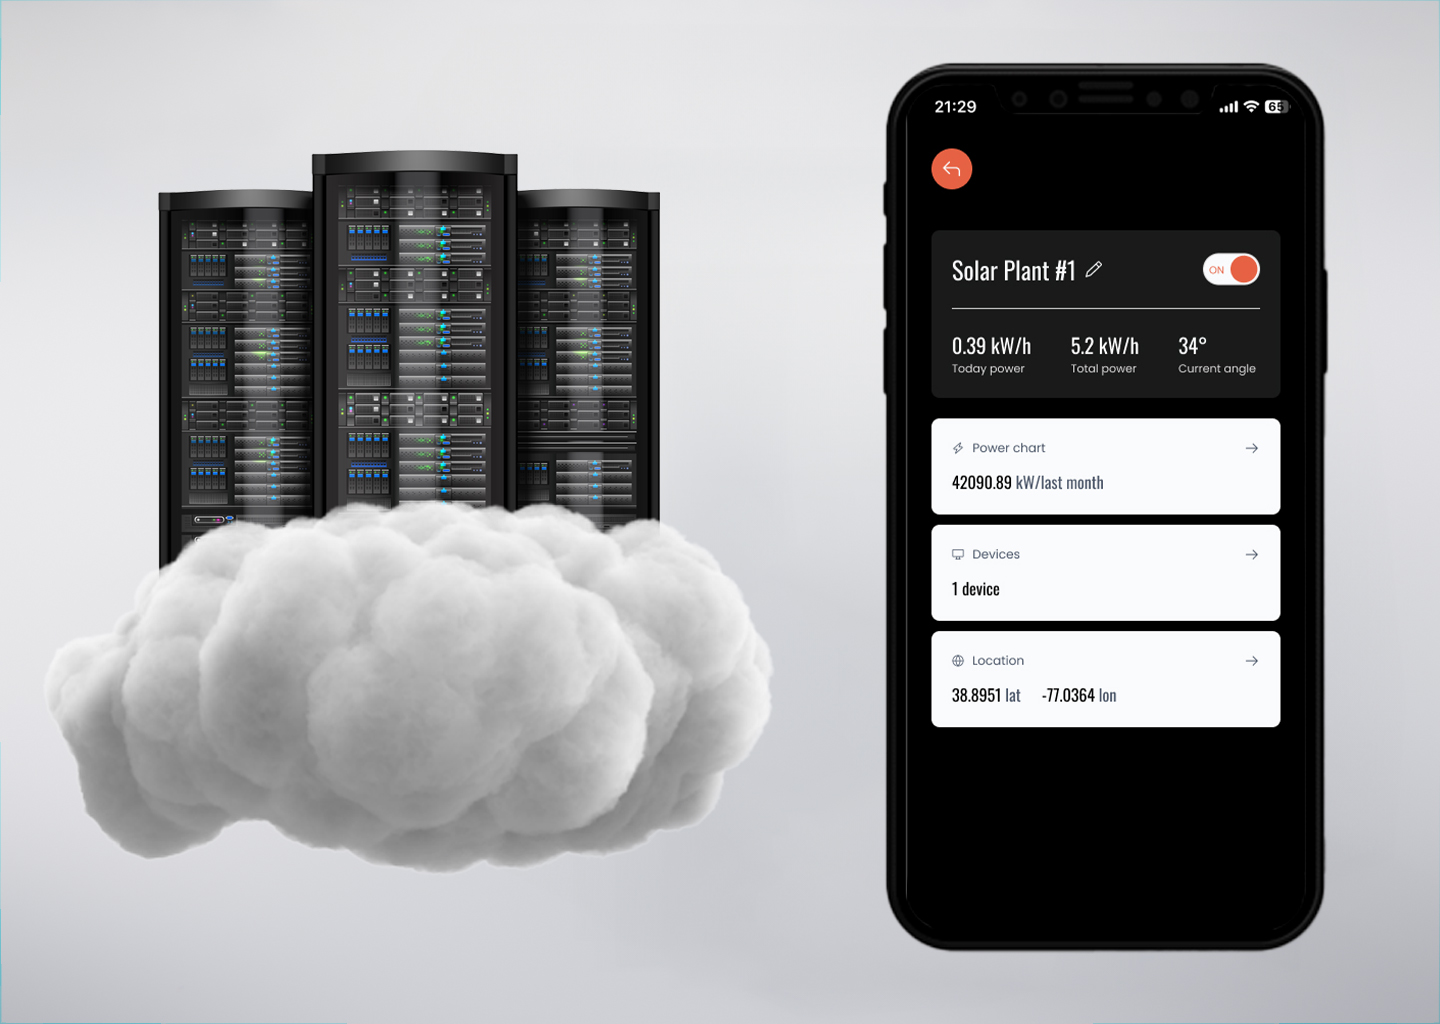 21:29
65
Solar Plant #1
ON
0.39 kW/h 5.2 kW/h 34°
Today power Total power Current angle
Power chart
42090.89 kW/last month
Devices
1 device
Location
38.8951 lat -77.0364 lon